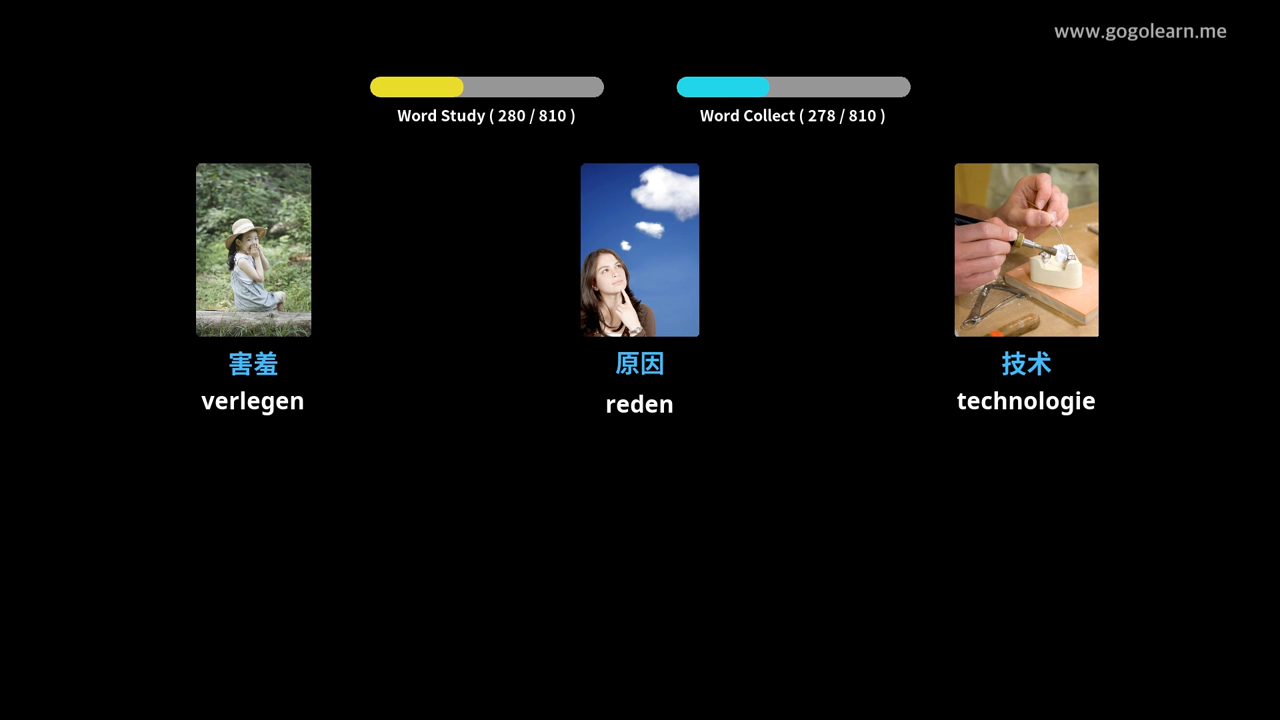 www.gogolearn.me
Word Study ( 280 / 810 )
Word Collect ( 278 / 810 )
害羞
verlegen
原因
reden
技术
technologie